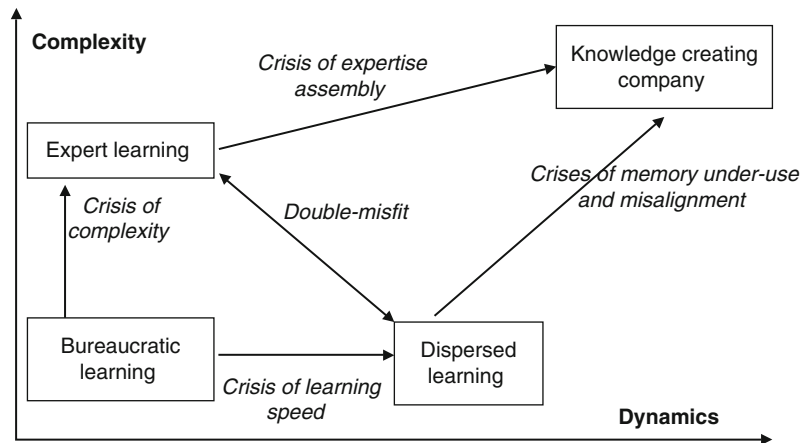 Complexity
Crisis of expertise
assembly
Knowledge creating
company
Expert learning
Crises of memory under-use
and misalignment
Crisis of
complexity
Double-misfit
Bureaucratic
learning
Dispersed
learning
Crisis of learning
speed
Dynamics